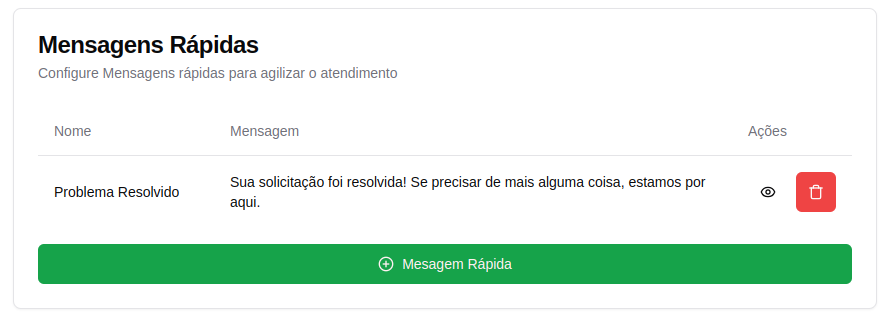 Mensagens Rápidas
Configure Mensagens rápidas para agilizar o atendimento
Nome Mensagem Ações
Problema Resolvido
Sua solicitação foi resolvida! Se precisar de mais alguma coisa, estamos por
aqui.
Mesagem Rápida